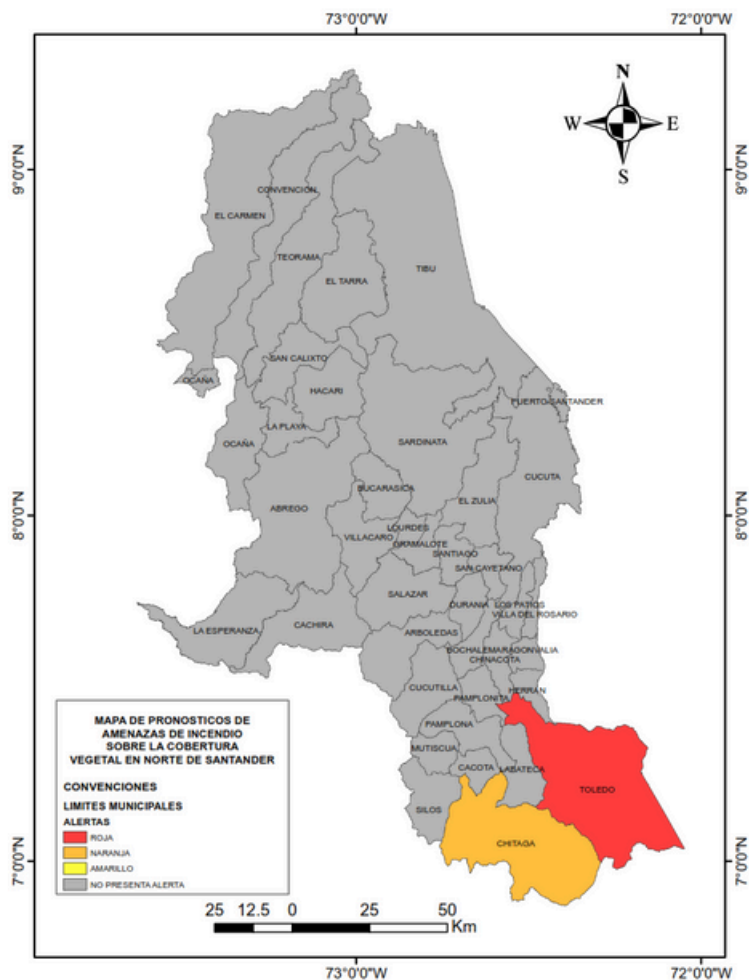 73°0'0"W
72°0'0"W
N
W
E
S
9°0'0"N
9°0'0"N
CONVENCION
EL CARMEN
TEORAMA
TIBU
EL TARRA
SAN CALIXTO
OCAÑA
HACARI
PUERTO SANTANDER
LA PLAYA
OCAÑA
SARDINATA
CUCUTA
BUCARASICA
EL ZULIA
ABREGO
8°0'0"N
8°0'0"N
LOURDES
VILLACARO
GRAMALOTE
SANTIAGO
SAN CAYETANO
SALAZAR
DURANIA
LOS PATIOS
VILLA DEL ROSARIO
CACHIRA
LA ESPERANZA
ARBOLEDAS
BOCHALEMA
RAGONVALIA
CHINACOTA
CUCUTILLA
HERRAN
PAMPLONITA
PAMPLONA
MUTISCUA
CACOTA
LABATECA
TOLEDO
SILOS
CHITAGA
7°0'0"N
7°0'0"N
MAPA DE PRONOSTICOS DE
AMENAZAS DE INCENDIO
SOBRE LA COBERTURA
VEGETAL EN NORTE DE SANTANDER
CONVENCIONES
LIMITES MUNICIPALES
ALERTAS
ROJA
NARANJA
AMARILLO
NO PRESENTA ALERTA
25 12.5 0 25 50
Km
73°0'0"W
72°0'0"W